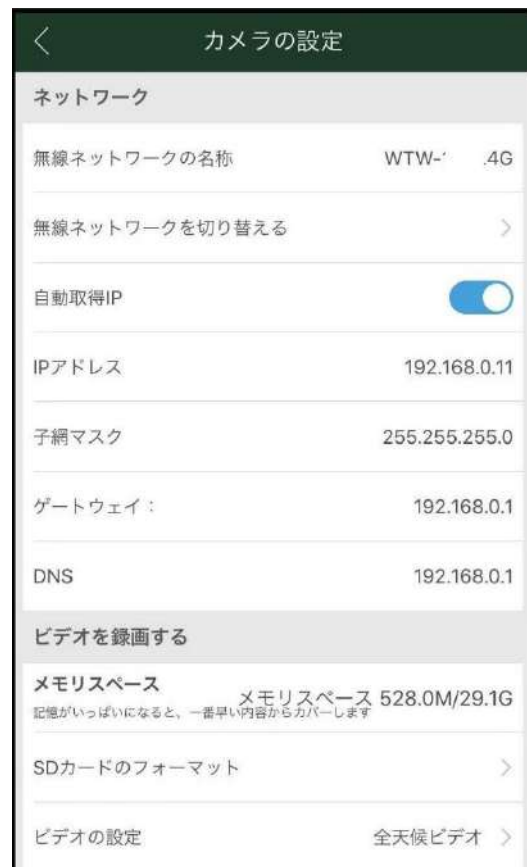 カメラの設定
ネットワーク
無線ネットワークの名称 WTW- .4G
無線ネットワークを切り替える
自動取得IP
IPアドレス 192.168.0.11
子網マスク 255.255.255.0
ゲートウェイ： 192.168.0.1
DNS 192.168.0.1
ビデオを録画する
メモリスペース
メモリスペース 528.0M/29.1G
記憶がいっぱいになると、一番早い内容からカバーします
SDカードのフォーマット
ビデオの設定 全天候ビデオ